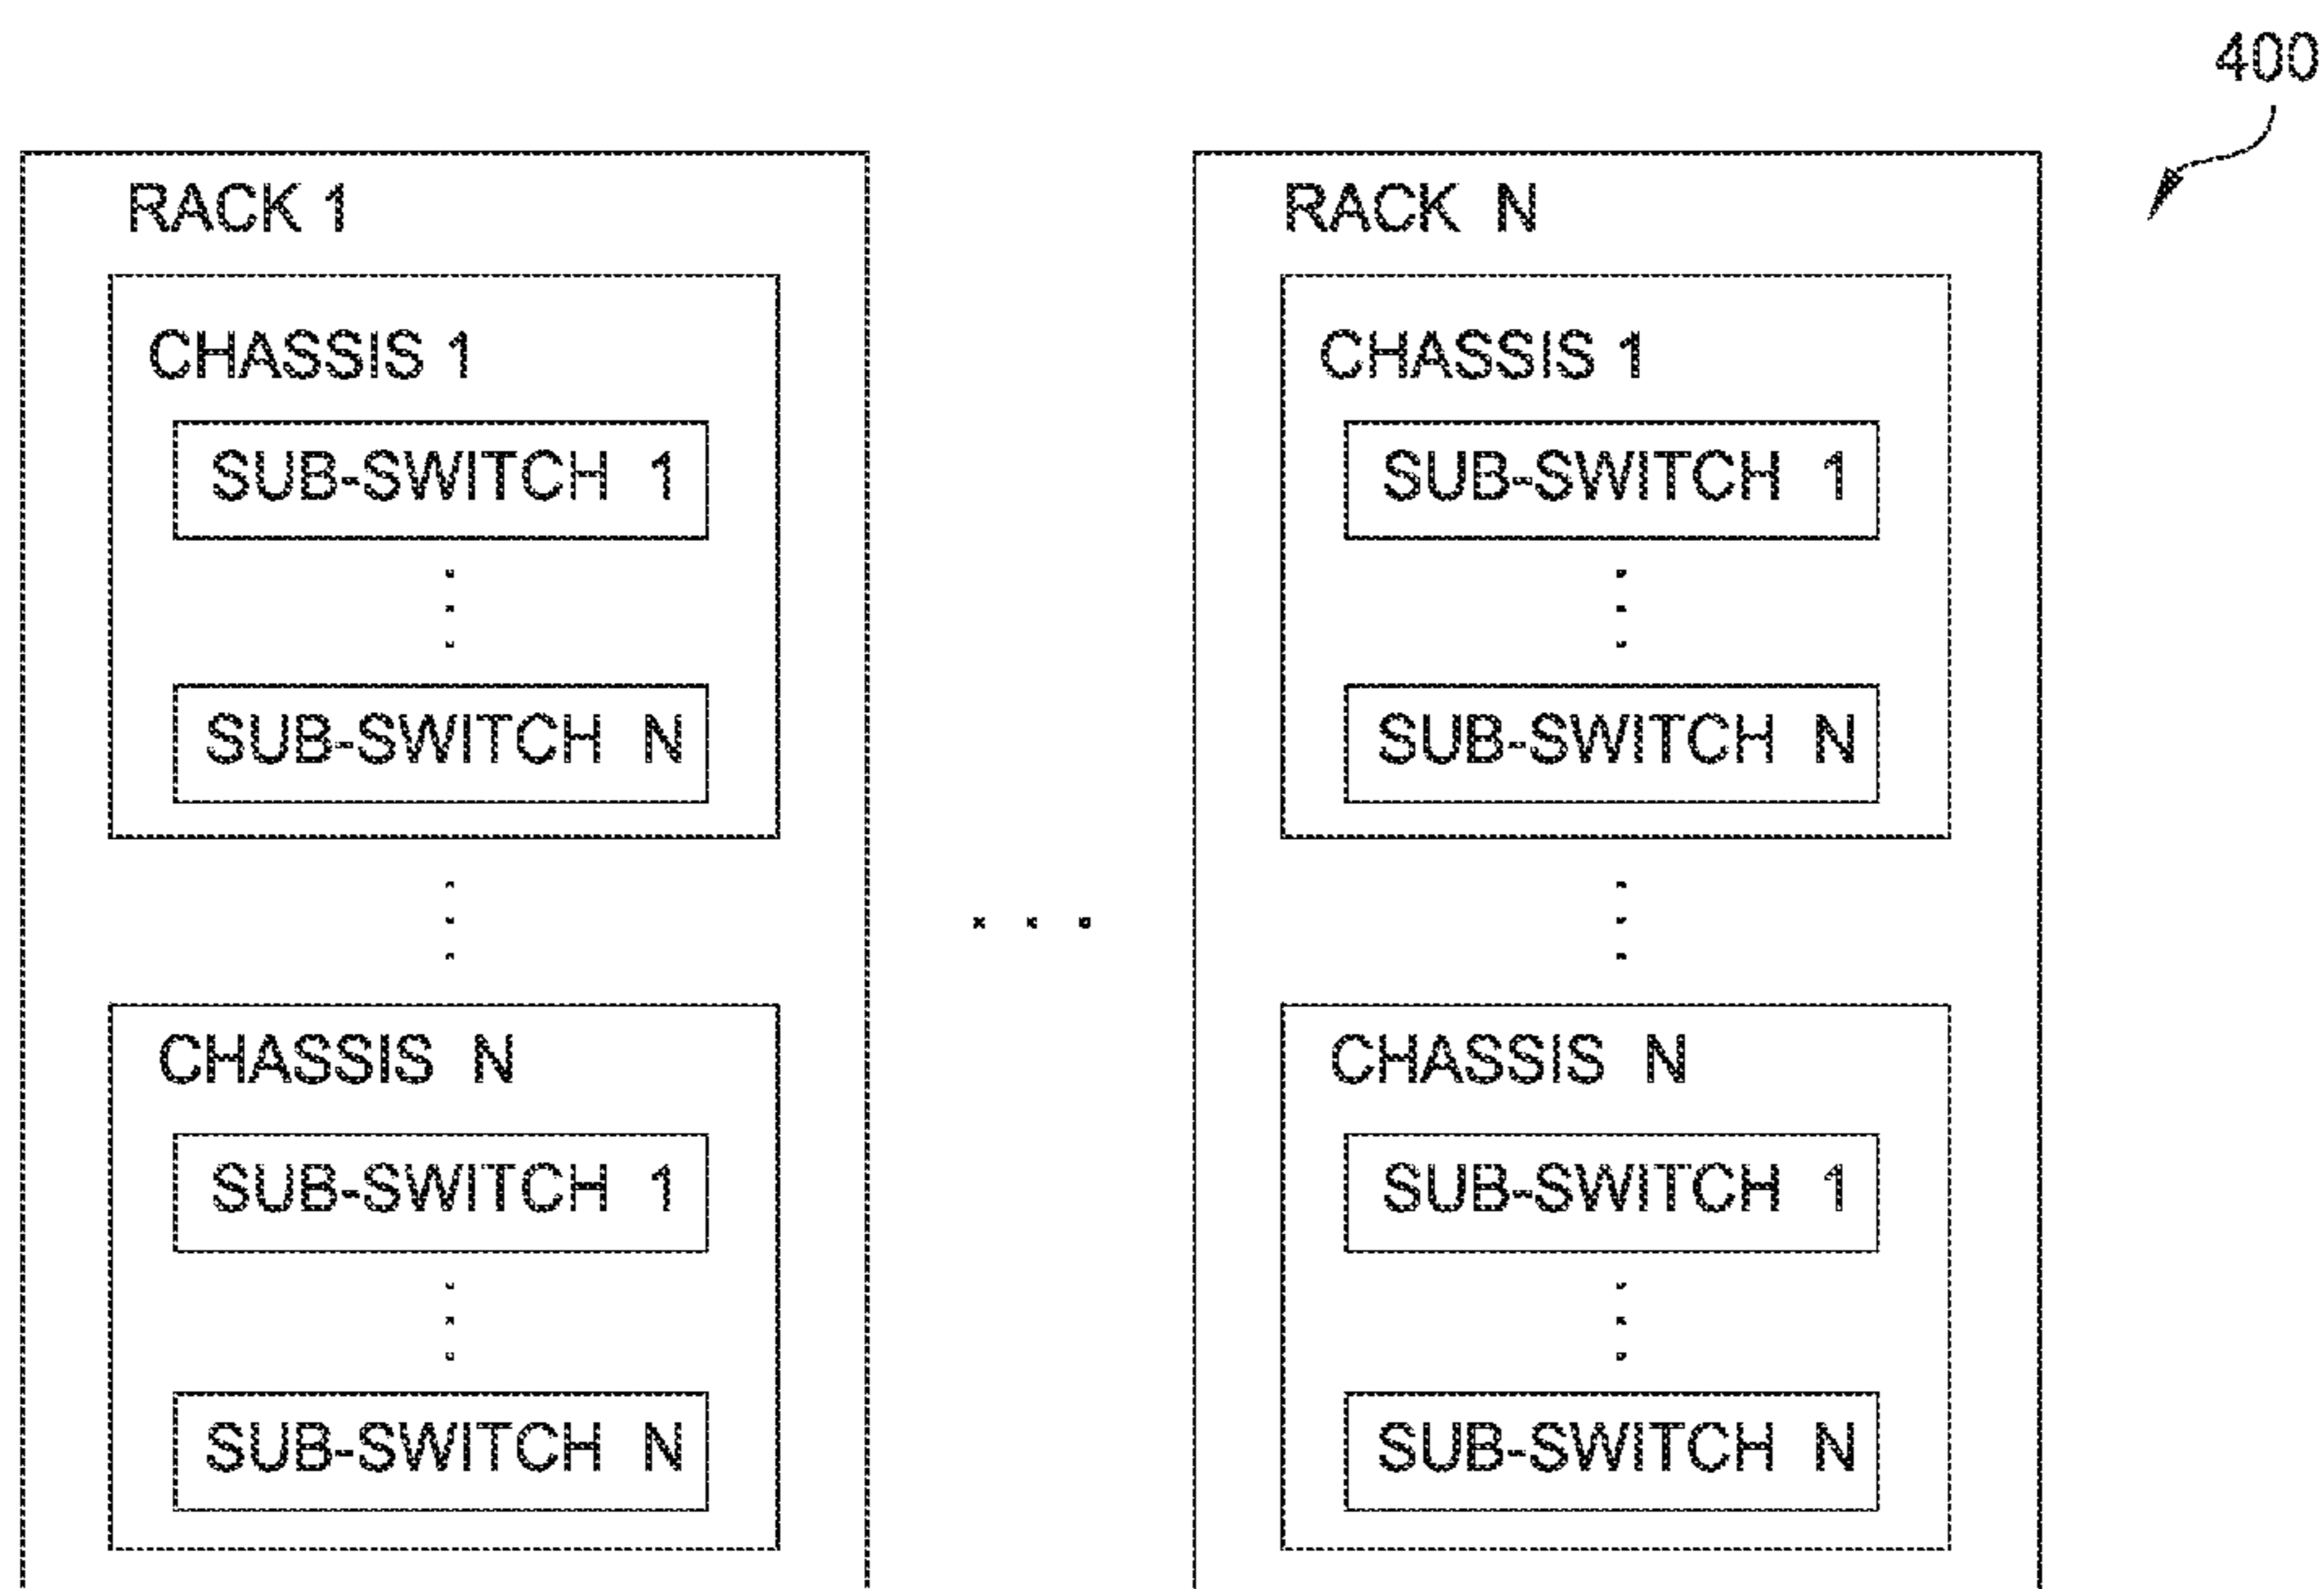 400
RACK 1
CHASSIS 1
SUB-SWITCH 1
SUB-SWITCH N
CHASSIS N
SUB-SWITCH 1
SUB-SWITCH N
. . .
RACK N
CHASSIS 1
SUB-SWITCH 1
SUB-SWITCH N
CHASSIS N
SUB-SWITCH 1
SUB-SWITCH N